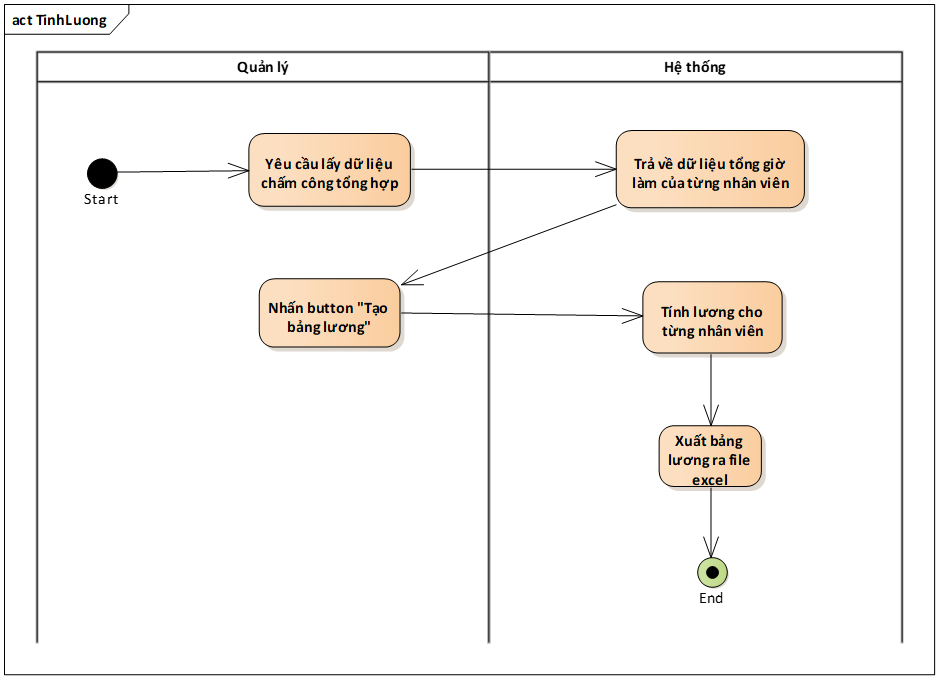 act TinhLuong
Quản lý
Hệ thống
Yêu cầu lấy dữ liệu
chấm công tổng hợp
Trả về dữ liệu tổng giờ
làm của từng nhân viên
Start
Nhấn button "Tạo
bảng lương"
Tính lương cho
từng nhân viên
Xuất bảng
lương ra file
excel
End